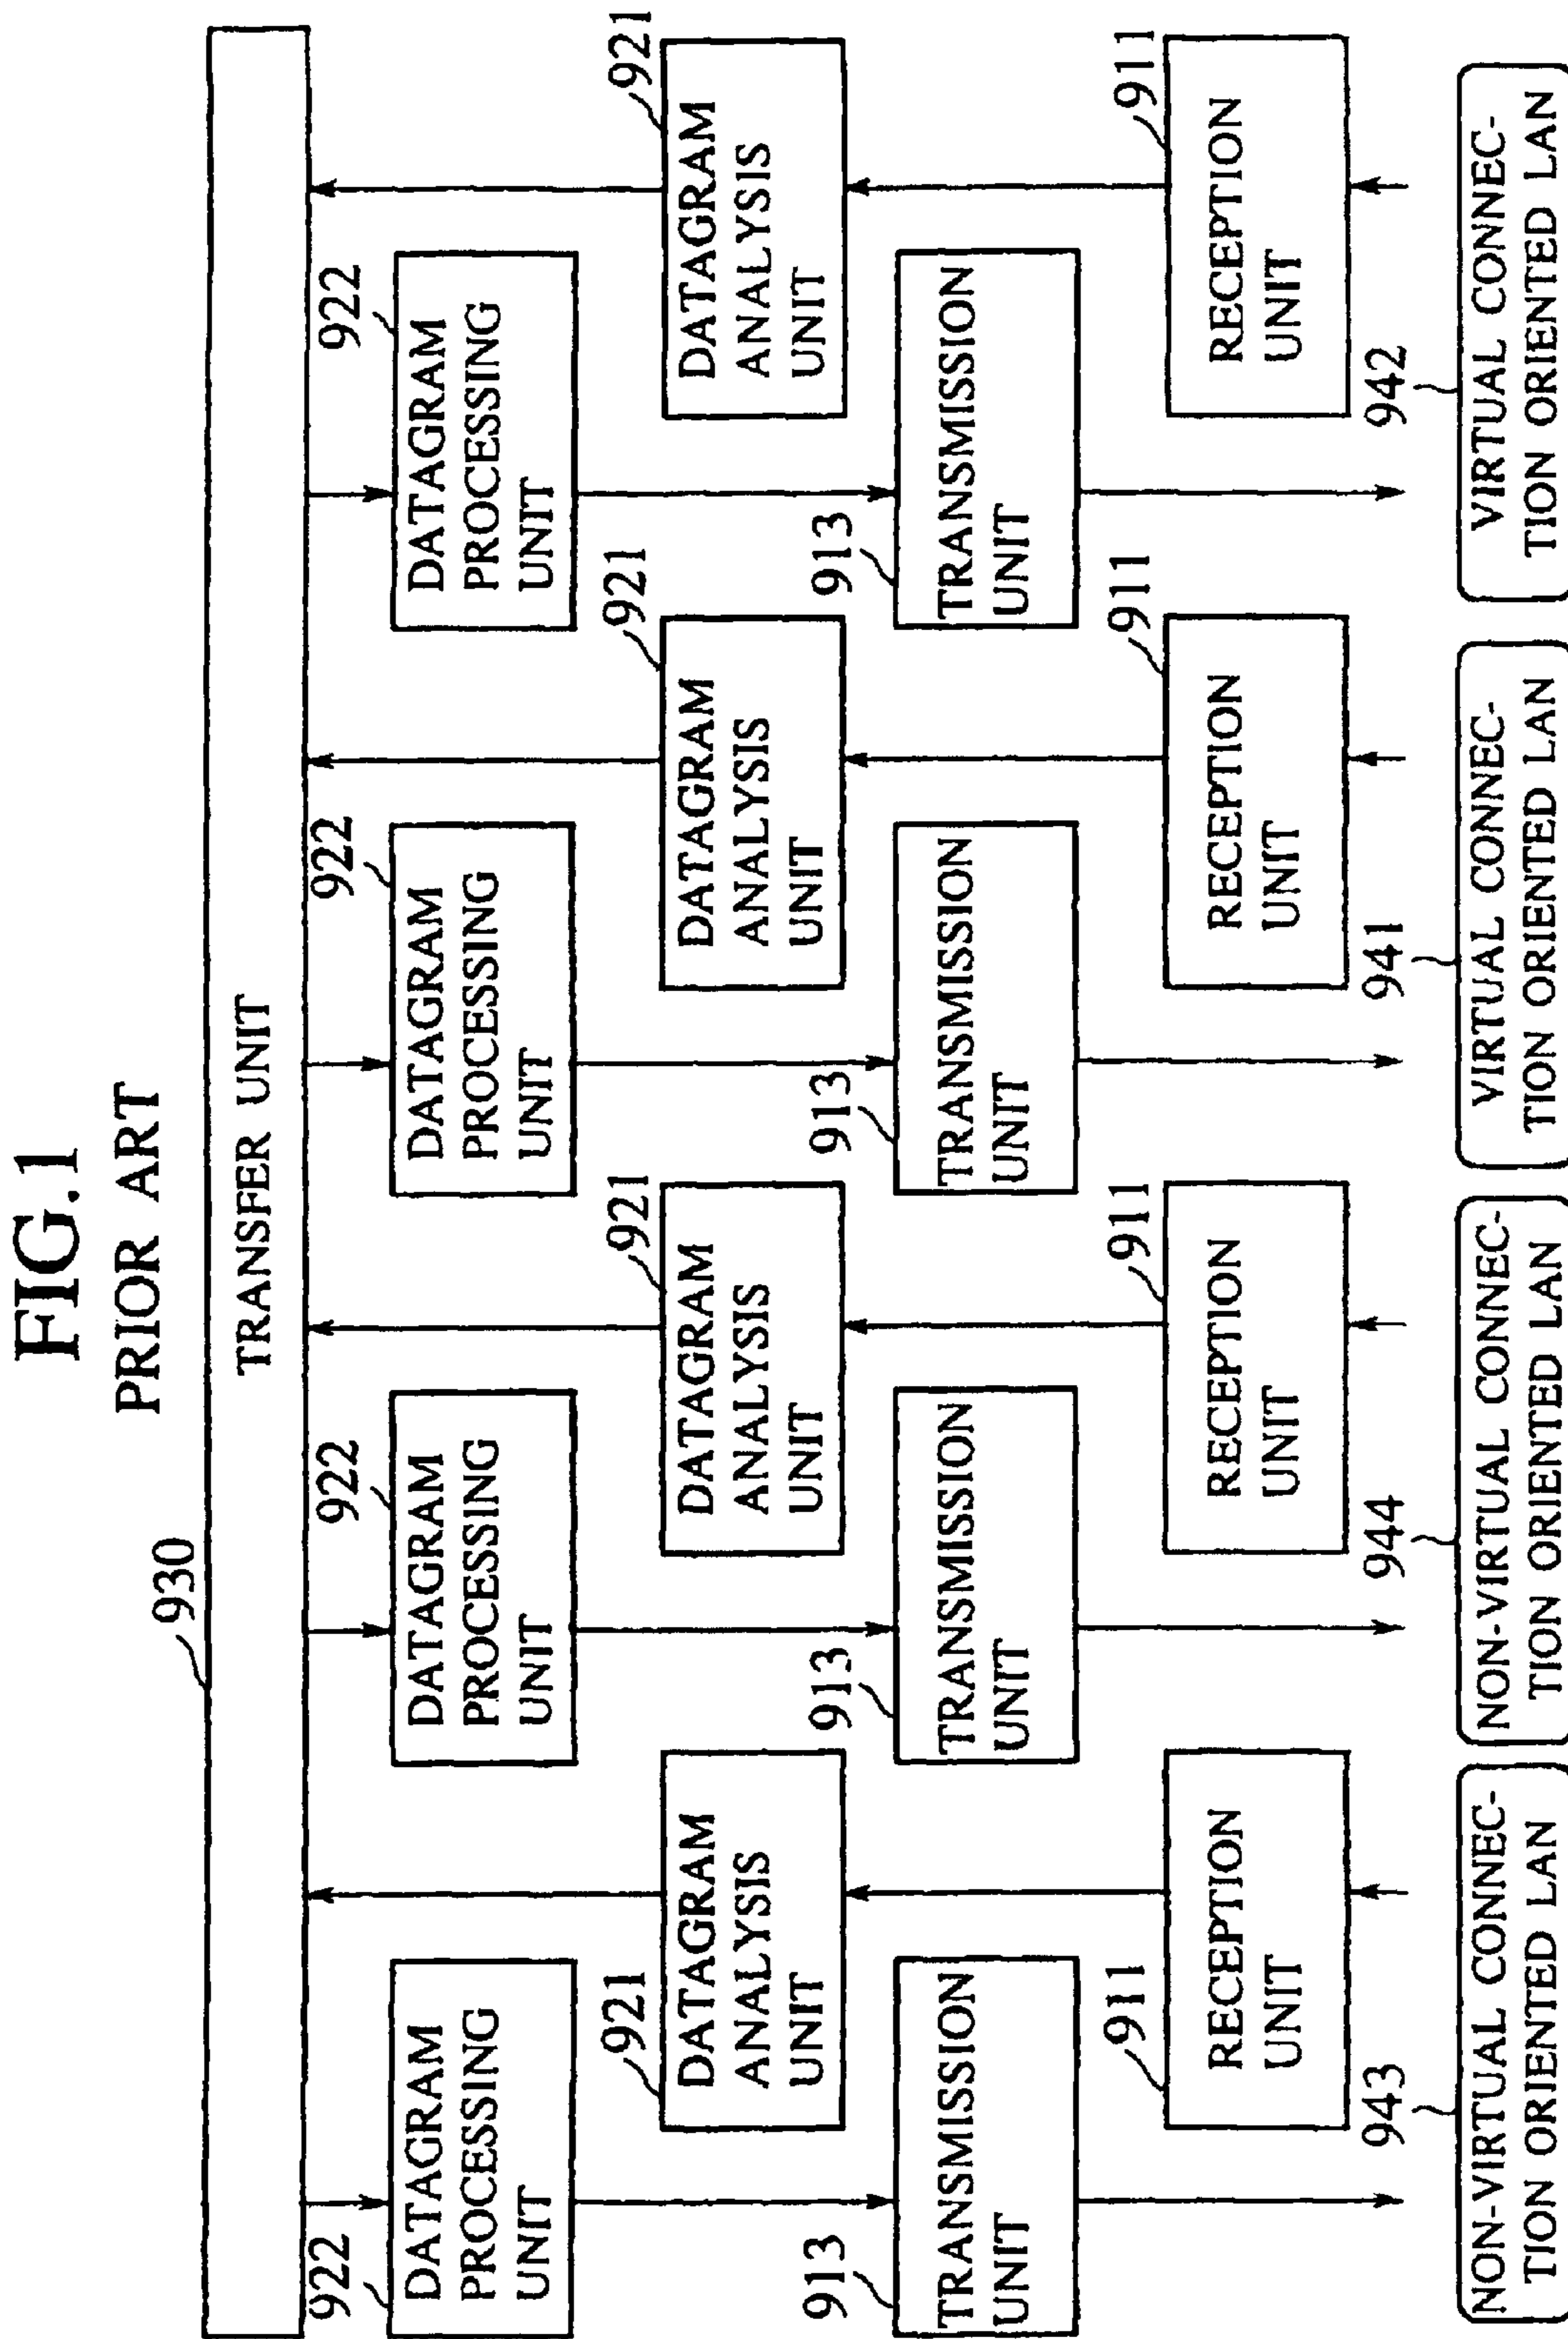 FIG.1
PRIOR ART
930
TRANSFER UNIT
922
922
922
922
DATAGRAM
PROCESSING
UNIT
DATAGRAM
PROCESSING
UNIT
DATAGRAM
PROCESSING
UNIT
DATAGRAM
PROCESSING
UNIT
921
921
921
921
DATAGRAM
ANALYSIS
UNIT
DATAGRAM
ANALYSIS
UNIT
DATAGRAM
ANALYSIS
UNIT
DATAGRAM
ANALYSIS
UNIT
913
913
913
913
TRANSMISSION
UNIT
TRANSMISSION
UNIT
TRANSMISSION
UNIT
TRANSMISSION
UNIT
911
911
911
911
RECEPTION
UNIT
RECEPTION
UNIT
RECEPTION
UNIT
RECEPTION
UNIT
943
944
941
942
NON-VIRTUAL CONNEC-
TION ORIENTED LAN
NON-VIRTUAL CONNEC-
TION ORIENTED LAN
VIRTUAL CONNEC-
TION ORIENTED LAN
VIRTUAL CONNEC-
TION ORIENTED LAN